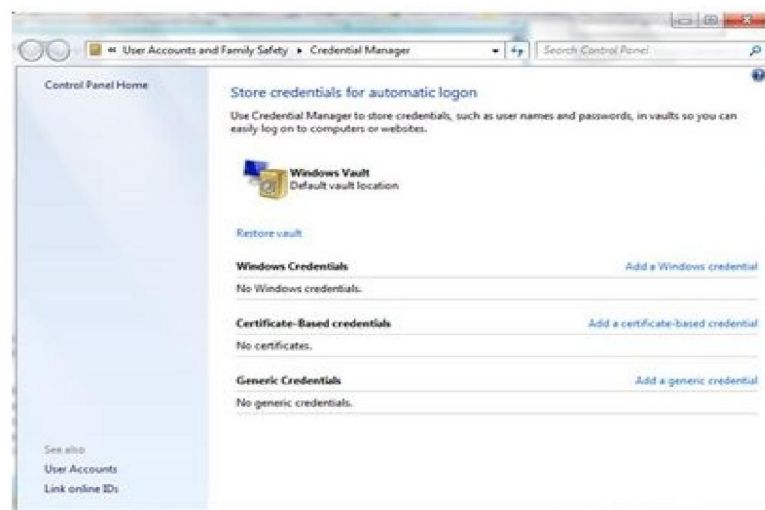 « User Accounts and Family Safety ▸ Credential Manager
Search Control Panel
Control Panel Home
Store credentials for automatic logon
Use Credential Manager to store credentials, such as user names and passwords, in vaults so you can
easily log on to computers or websites.
Windows Vault
Default vault location
Restore vault
Windows Credentials Add a Windows credential
No Windows credentials.
Certificate-Based credentials Add a certificate-based credential
No certificates.
Generic Credentials Add a generic credential
No generic credentials.
See also
User Accounts
Link online IDs